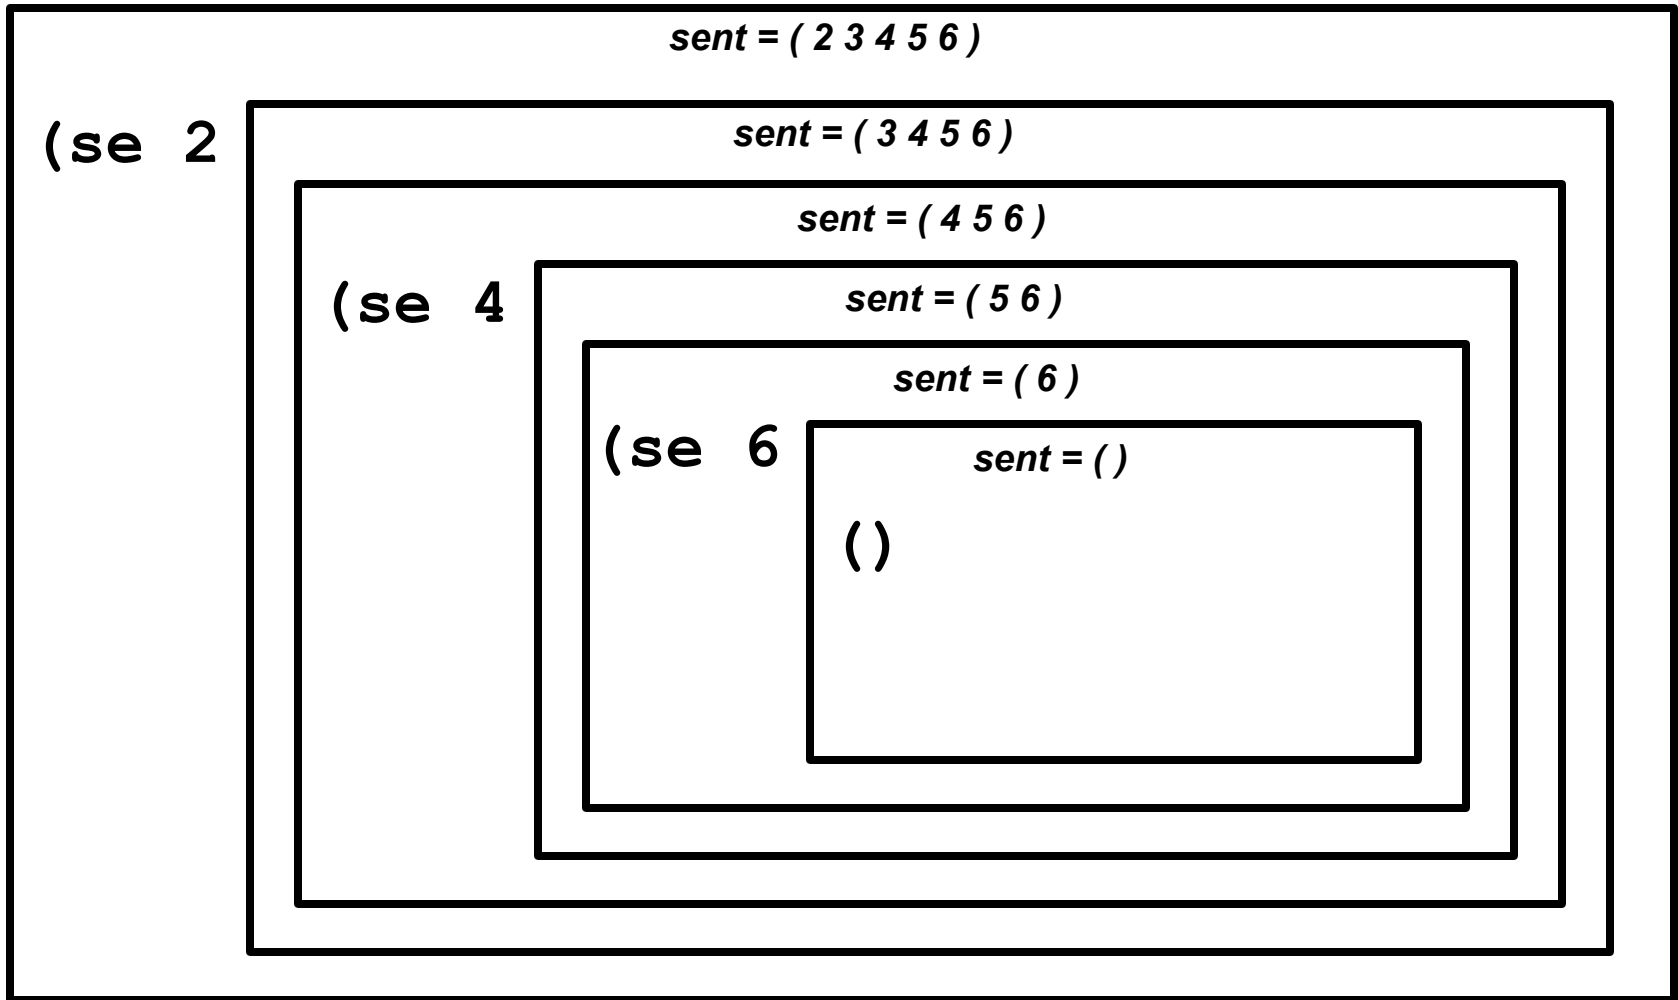 sent = ( 2 3 4 5 6 )
(se 2
sent = ( 3 4 5 6 )
sent = ( 4 5 6 )
(se 4
sent = ( 5 6 )
sent = ( 6 )
(se 6
sent = ( )
()